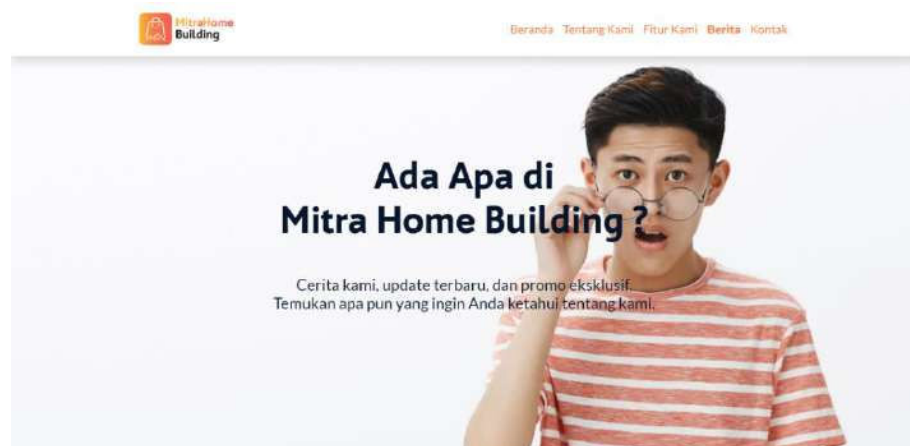 MitraHome
Building
Beranda Tentang Kami Fitur Kami Berita Kontak
Ada Apa di
Mitra Home Building ?
Cerita kami, update terbaru, dan promo eksklusif.
Temukan apa pun yang ingin Anda ketahui tentang kami.